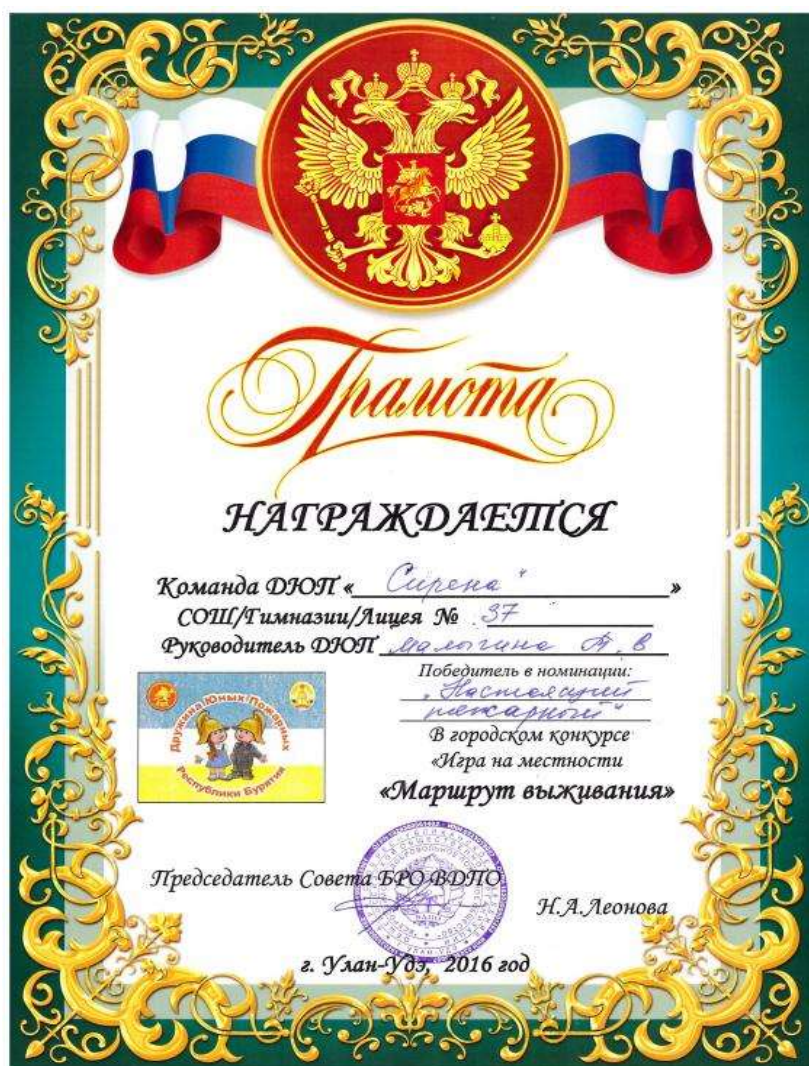 Грамота
НАГРАЖДАЕТСЯ
Команда ДЮП « Сирена" »
СОШ/Гимназии/Лицея № 37
Руководитель ДЮП Малыгина Т. В
Победитель в номинации:
„Настоящий
пожарный"
В городском конкурсе
«Игра на местности
«Маршрут выживания»
Дружина Юных Пожарных
Республики Бурятия
Председатель Совета БРО ВДПО
Н.А.Леонова
г. Улан-Удэ, 2016 год